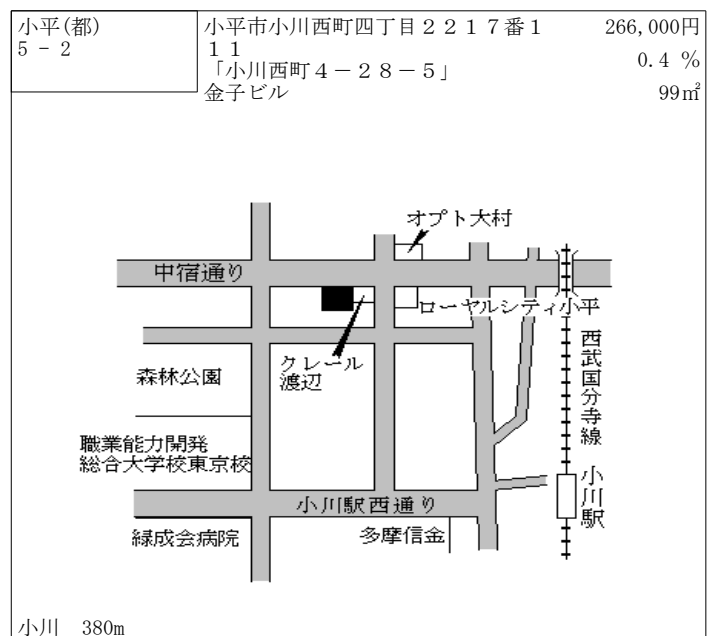 小平(都)
5 - 2
小平市小川西町四丁目２２１７番１
１１
「小川西町４－２８－５」
金子ビル
266,000円
0.4 %
99㎡
オプト大村
中宿通り
ローヤルシティ小平
クレール
渡辺
森林公園
西武国分寺線
職業能力開発
総合大学校東京校
小川駅
小川駅西通り
緑成会病院
多摩信金
小川 380m